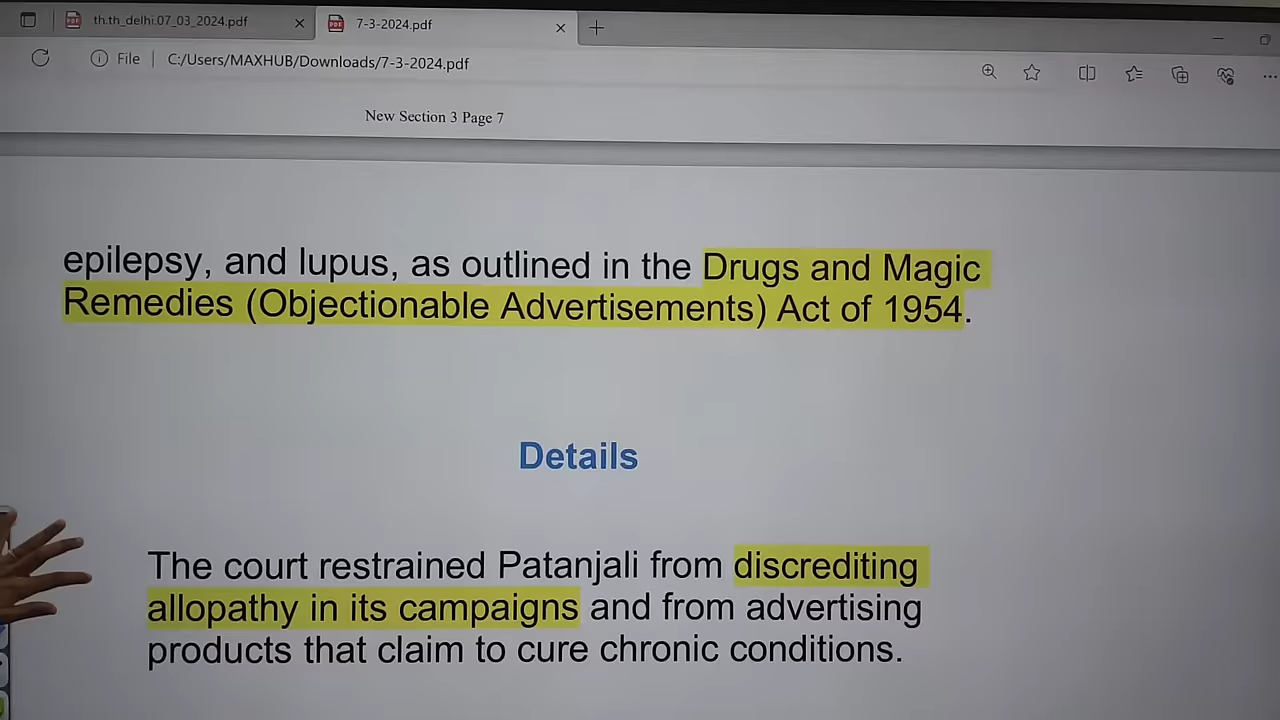 th.th_delhi.07_03_2024.pdf
7-3-2024.pdf
File
C:/Users/MAXHUB/Downloads/7-3-2024.pdf
New Section 3 Page 7
epilepsy, and lupus, as outlined in the Drugs and Magic
Remedies (Objectionable Advertisements) Act of 1954.
Details
The court restrained Patanjali from discrediting
allopathy in its campaigns and from advertising
products that claim to cure chronic conditions.